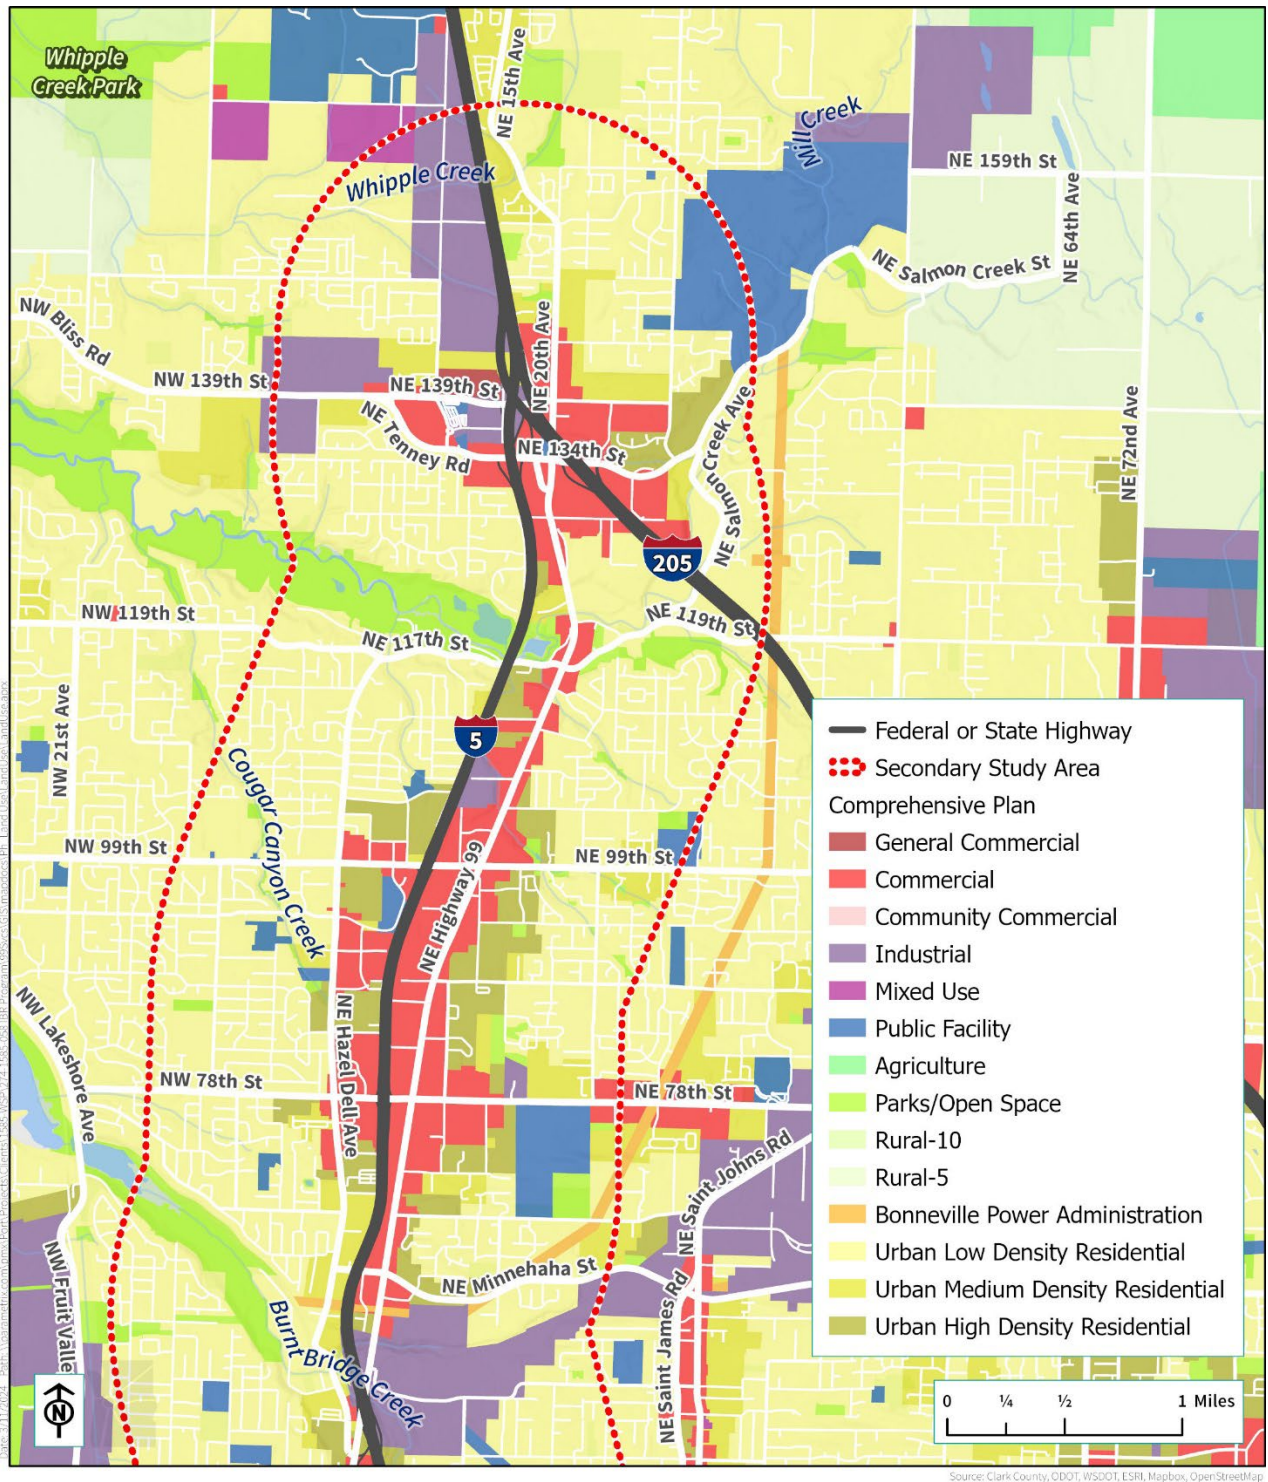 Whipple
Creek Park
NE 15th Ave
Mill Creek
Whipple Creek
NE 159th St
NE 64th Ave
NE Salmon Creek St
NW Bliss Rd
NE 20th Ave
NW 139th St
NE 139th St
NE Tenney Rd
NE 134th St
NE Salmon Creek Ave
NE 72nd Ave
205
NW 119th St
NE 117th St
NE 119th St
NW 21st Ave
5
Cougar Canyon Creek
NW 99th St
NE 99th St
NE Highway 99
NW Lakeshore Ave
NE Hazel Dell Ave
NW 78th St
NE 78th St
NE Saint Johns Rd
NE Minnehaha St
NE Saint James Rd
NW Fruit Valle
Burnt Bridge Creek
Federal or State Highway
Secondary Study Area
Comprehensive Plan
General Commercial
Commercial
Community Commercial
Industrial
Mixed Use
Public Facility
Agriculture
Parks/Open Space
Rural-10
Rural-5
Bonneville Power Administration
Urban Low Density Residential
Urban Medium Density Residential
Urban High Density Residential
N
0 ¼ ½ 1 Miles
Date: 3/11/2024
Source: Clark County, ODOT, WSDOT, ESRI, Mapbox, OpenStreetMap